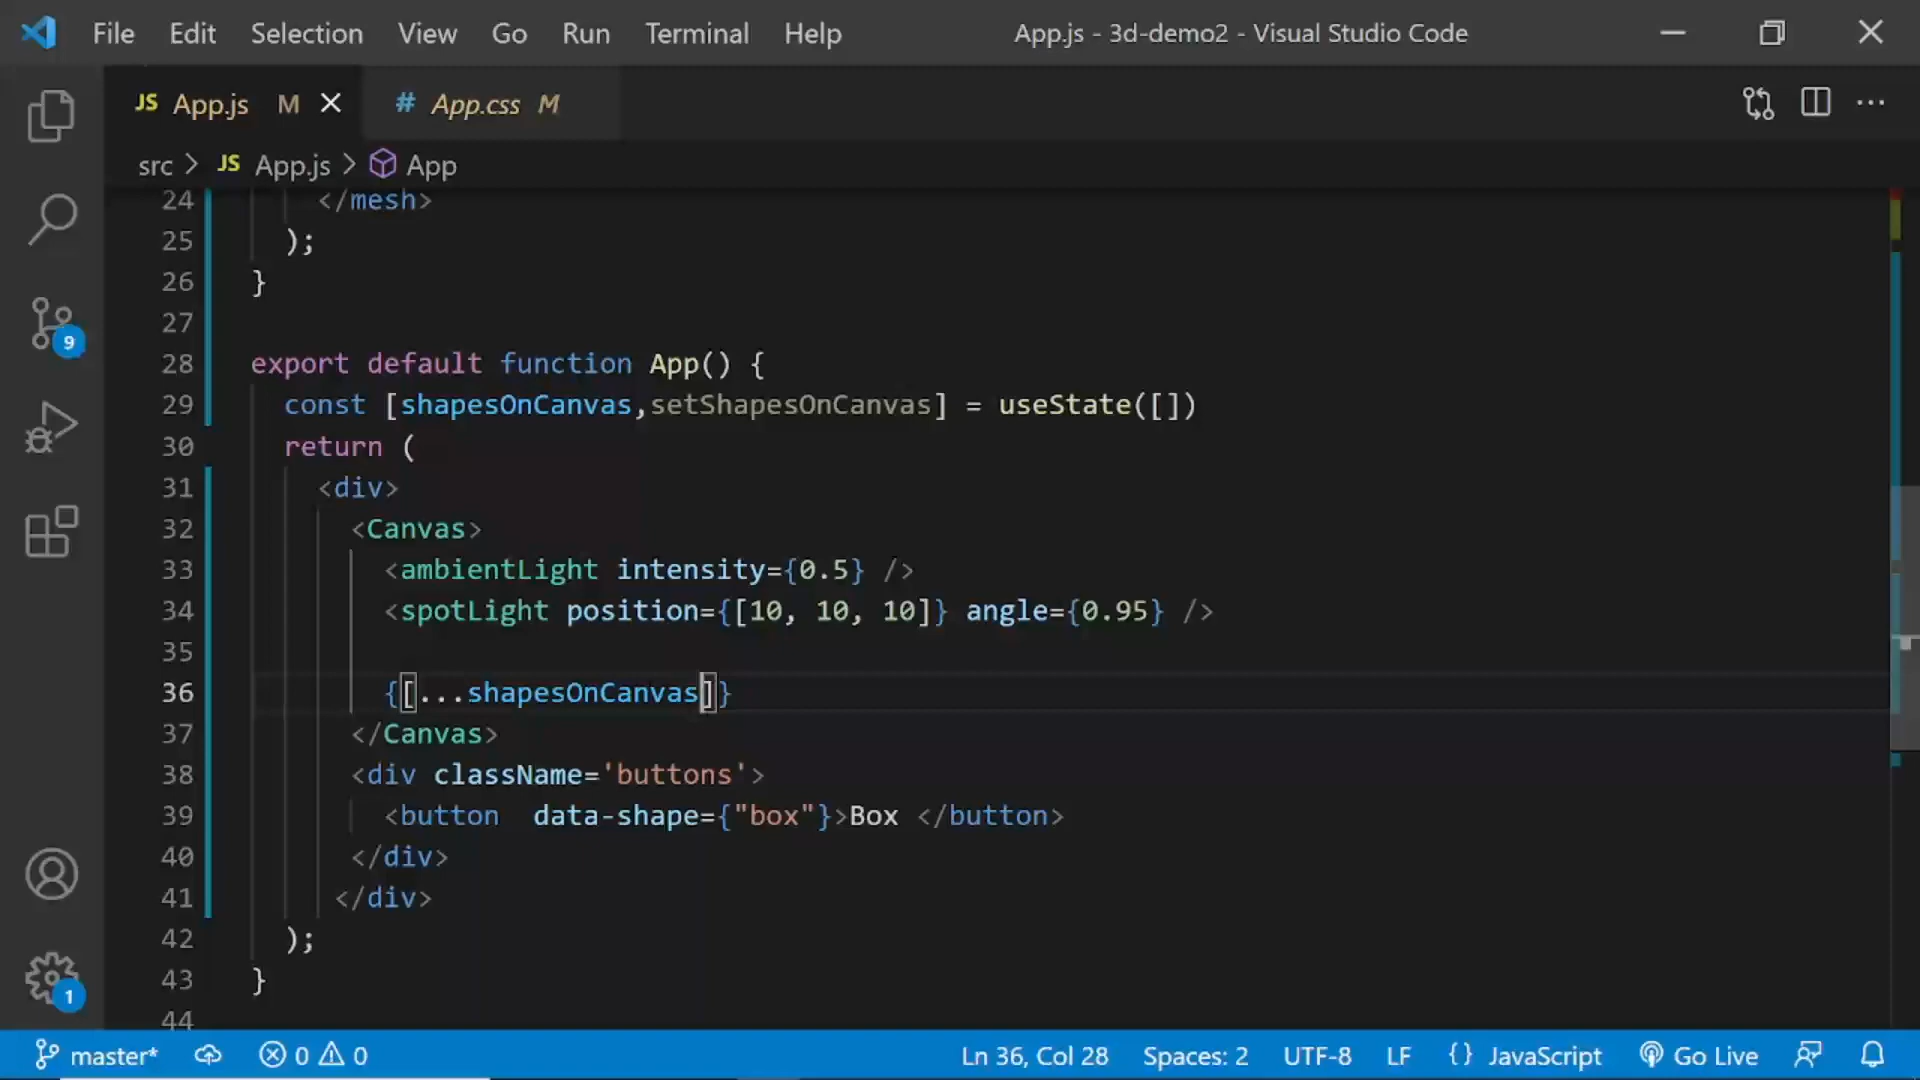 File Edit Selection View Go Run Terminal Help App.js - 3d-demo2 - Visual Studio Code
JS App.js M # App.css M
src > JS App.js > App
24 </mesh>
25 );
26 }
27
28 export default function App() {
29 const [shapesOnCanvas,setShapesOnCanvas] = useState([])
30 return (
31 <div>
32 <Canvas>
33 <ambientLight intensity={0.5} />
34 <spotLight position={[10, 10, 10]} angle={0.95} />
35
36 {[...shapesOnCanvas]}
37 </Canvas>
38 <div className='buttons'>
39 <button  data-shape={"box"}>Box </button>
40 </div>
41 </div>
42 );
43 }
44
9
1
master* 0 0 Ln 36, Col 28 Spaces: 2 UTF-8 LF {} JavaScript Go Live